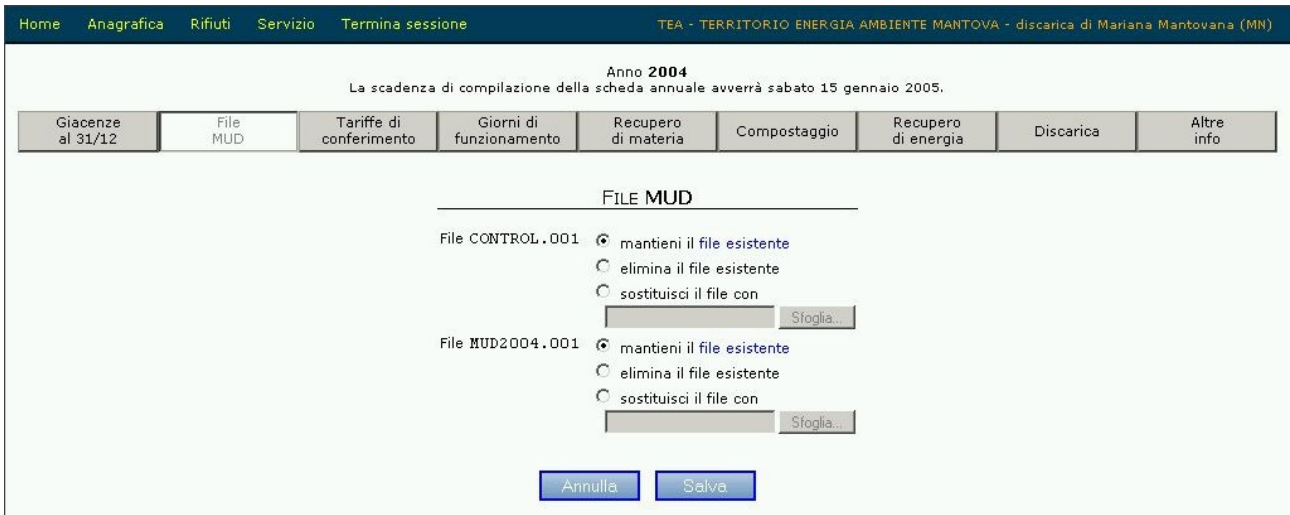 Home Anagrafica Rifiuti Servizio Termina sessione TEA - TERRITORIO ENERGIA AMBIENTE MANTOVA - discarica di Mariana Mantovana (MN)
Anno 2004
La scadenza di compilazione della scheda annuale avverrà sabato 15 gennaio 2005.
Giacenze al 31/12
File MUD
Tariffe di conferimento
Giorni di funzionamento
Recupero di materia
Compostaggio
Recupero di energia
Discarica
Altre info
FILE MUD
File CONTROL.001 mantieni il file esistente
elimina il file esistente
sostituisci il file con
Sfoglia...
File MUD2004.001 mantieni il file esistente
elimina il file esistente
sostituisci il file con
Sfoglia...
Annulla Salva